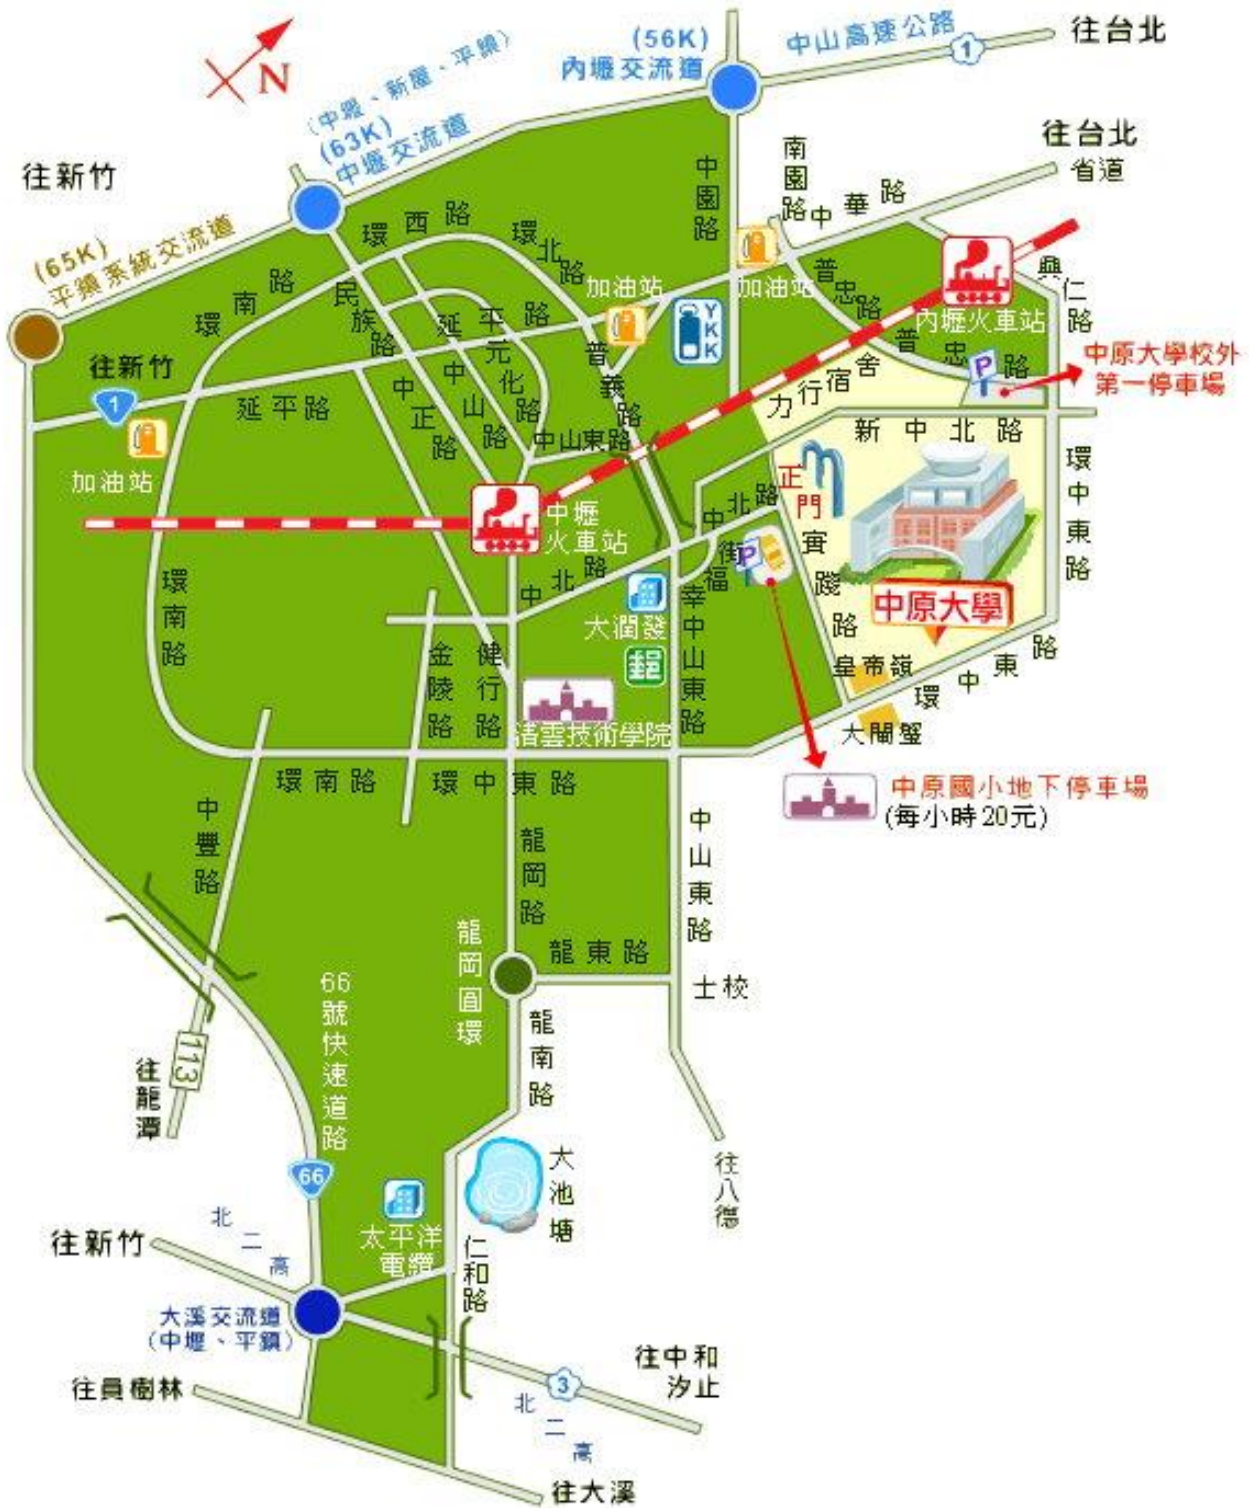 (56K)
內壢交流道
中山高速公路
1
往台北
N
(中壢、新屋、平鎮)
(63K)
中壢交流道
往台北
省道
往新竹
(65K)
平鎮系統交流道
環西路
環北路
中園路
南園路
中華路
環南路
民族路
延平路
加油站
加油站
普忠路
興仁路
內壢火車站
YKK
元化路
中山路
中正路
普義路
普忠路
中原大學校外
第一停車場
往新竹
1
延平路
中山東路
力行宿舍
新中北路
P
加油站
正門
環中東路
中壢
火車站
中北路
中北路
P
福街
實踐路
中原大學
環南路
大潤發
郵
幸
中山東路
金陵路
健行路
皇帝嶺
環中東路
清雲技術學院
大閘蟹
環南路
環中東路
中原國小地下停車場
(每小時20元)
中豐路
龍岡路
中山東路
龍岡圓環
龍東路
士校
66號快速道路
龍南路
113
往龍潭
66
大池塘
往八德
北二高
往新竹
太平洋
電纜
仁和路
大溪交流道
(中壢、平鎮)
往中和
汐止
往員樹林
3
北二高
往大溪